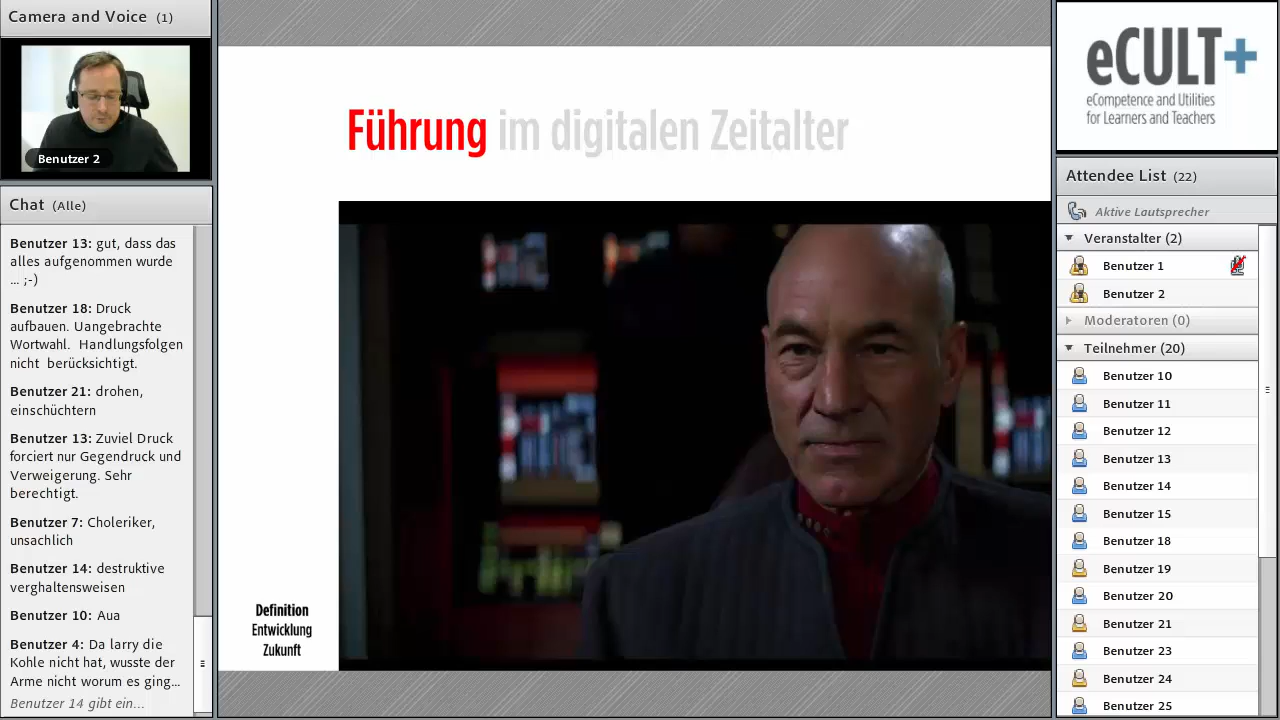 Camera and Voice (1)
Benutzer 2
Chat (Alle)
Benutzer 13: gut, dass das
alles aufgenommen wurde
... ;-)
Benutzer 18: Druck
aufbauen. Uangebrachte
Wortwahl. Handlungsfolgen
nicht berücksichtigt.
Benutzer 21: drohen,
einschüchtern
Benutzer 13: Zuviel Druck
forciert nur Gegendruck und
Verweigerung. Sehr
berechtigt.
Benutzer 7: Choleriker,
unsachlich
Benutzer 14: destruktive
verghaltensweisen
Benutzer 10: Aua
Benutzer 4: Da larry die
Kohle nicht hat, wusste der
Arme nicht worum es ging...
Benutzer 14 gibt ein...
Führung im digitalen Zeitalter
Definition
Entwicklung
Zukunft
eCULT+
eCompetence and Utilities
for Learners and Teachers
Attendee List (22)
Aktive Lautsprecher
Veranstalter (2)
Benutzer 1
Benutzer 2
Moderatoren (0)
Teilnehmer (20)
Benutzer 10
Benutzer 11
Benutzer 12
Benutzer 13
Benutzer 14
Benutzer 15
Benutzer 18
Benutzer 19
Benutzer 20
Benutzer 21
Benutzer 23
Benutzer 24
Benutzer 25